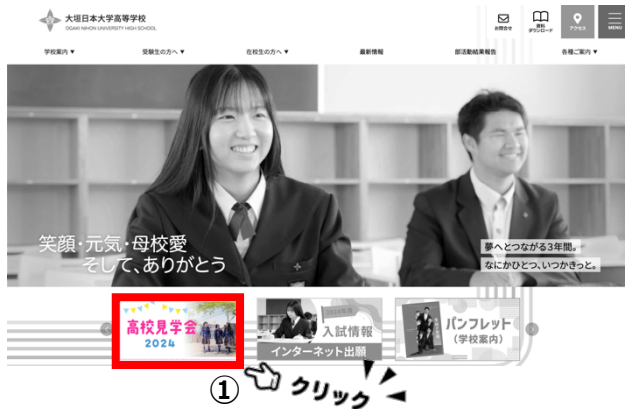 大垣日本大学高等学校
OGAKI NIHON UNIVERSITY HIGH SCHOOL
お問合せ
資料
ダウンロード
アクセス
MENU
学校案内 ▼
受験生の方へ ▼
在校生の方へ ▼
最新情報
部活動結果報告
各種ご案内 ▼
笑顔・元気・母校愛
そして、ありがとう
夢へとつながる3年間。
なにかひとつ、いつかきっと。
高校見学会
2024
2024年度
入試情報
インターネット出願
パンフレット
(学校案内)
① クリック